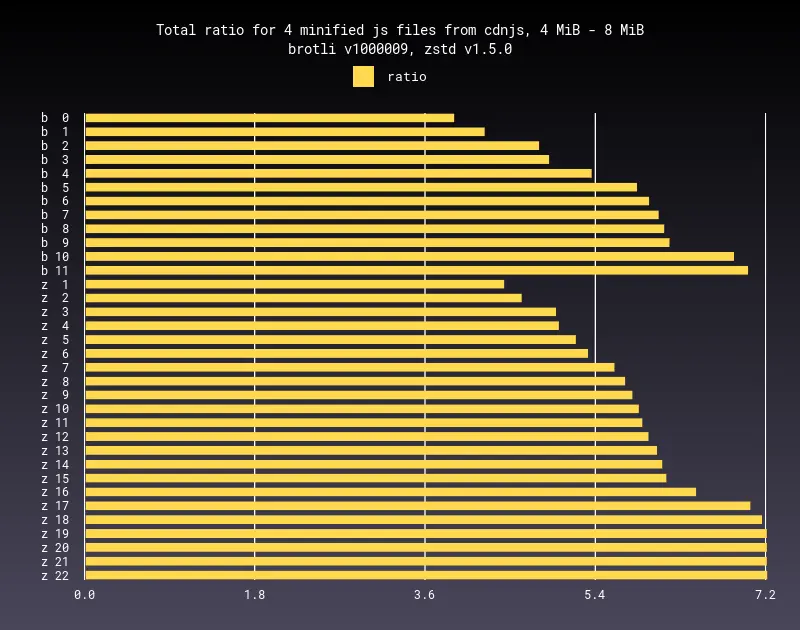 Total ratio for 4 minified js files from cdnjs, 4 MiB - 8 MiB
brotli v1000009, zstd v1.5.0
ratio
b  0
b  1
b  2
b  3
b  4
b  5
b  6
b  7
b  8
b  9
b 10
b 11
z  1
z  2
z  3
z  4
z  5
z  6
z  7
z  8
z  9
z 10
z 11
z 12
z 13
z 14
z 15
z 16
z 17
z 18
z 19
z 20
z 21
z 22
0.0 1.8 3.6 5.4 7.2